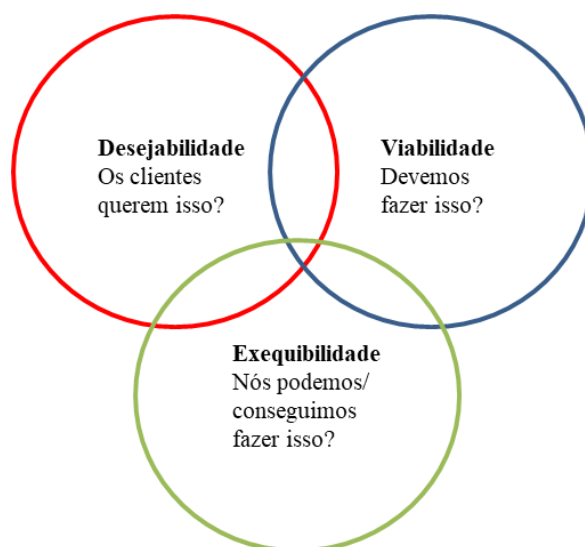 Desejabilidade
Os clientes
querem isso?
Viabilidade
Devemos
fazer isso?
Exequibilidade
Nós podemos/
conseguimos
fazer isso?